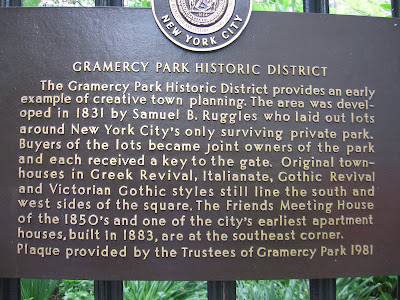 NEW YORK CITY
GRAMERCY PARK HISTORIC DISTRICT
The Gramercy Park Historic District provides an early
example of creative town planning. The area was devel-
oped in 1831 by Samuel B. Ruggles who laid out lots
around New York City's only surviving private park.
Buyers of the lots became joint owners of the park
and each received a key to the gate. Original town-
houses in Greek Revival, Italianate, Gothic Revival
and Victorian Gothic styles still line the south and
west sides of the square. The Friends Meeting House
of the 1850's and one of the city's earliest apartment
houses, built in 1883, are at the southeast corner.
Plaque provided by the Trustees of Gramercy Park 1981